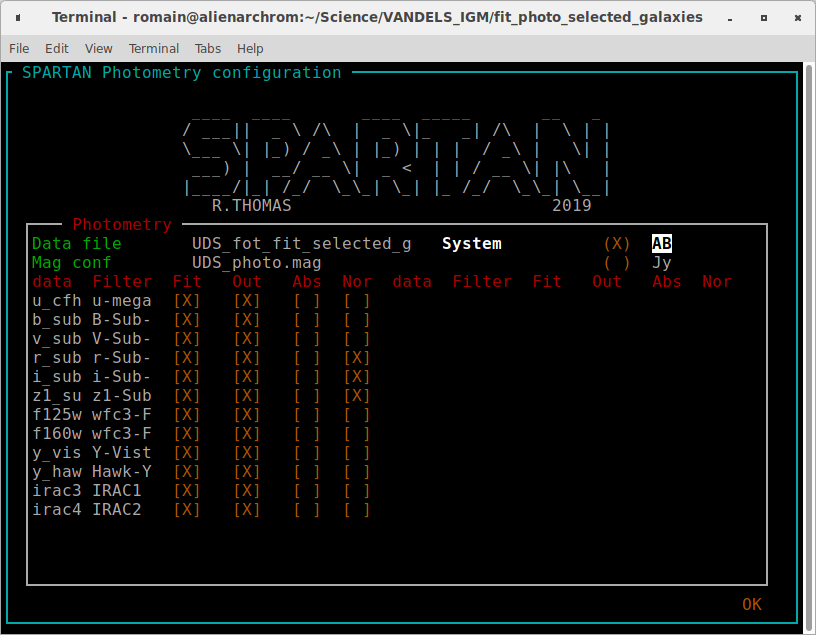 Terminal - romain@alienarchrom:~/Science/VANDELS_IGM/fit_photo_selected_galaxies
File Edit View Terminal Tabs Help
SPARTAN Photometry configuration
SPARTAN
R.THOMAS 2019
Photometry
Data file UDS_fot_fit_selected_g System (X) AB
Mag conf UDS_photo.mag ( ) Jy
data Filter Fit Out Abs Nor data Filter Fit Out Abs Nor
u_cfh u-mega [X] [X] [ ] [ ]
b_sub B-Sub- [X] [X] [ ] [ ]
v_sub V-Sub- [X] [X] [ ] [ ]
r_sub r-Sub- [X] [X] [ ] [X]
i_sub i-Sub- [X] [X] [ ] [X]
z1_su z1-Sub [X] [X] [ ] [X]
f125w wfc3-F [X] [X] [ ] [ ]
f160w wfc3-F [X] [X] [ ] [ ]
y_vis Y-Vist [X] [X] [ ] [ ]
y_haw Hawk-Y [X] [X] [ ] [ ]
irac3 IRAC1 [X] [X] [ ] [ ]
irac4 IRAC2 [X] [X] [ ] [ ]
OK